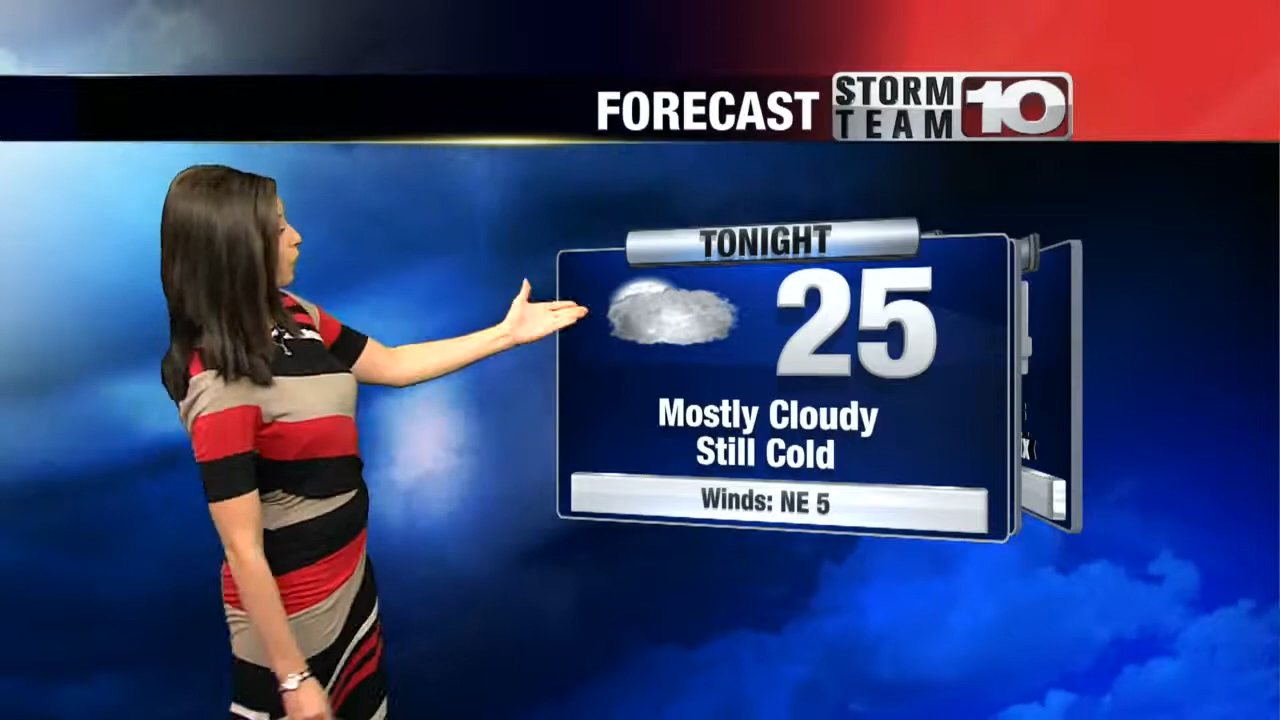 FORECAST
STORM
TEAM
10
TONIGHT
25
Mostly Cloudy
Still Cold
Winds: NE 5